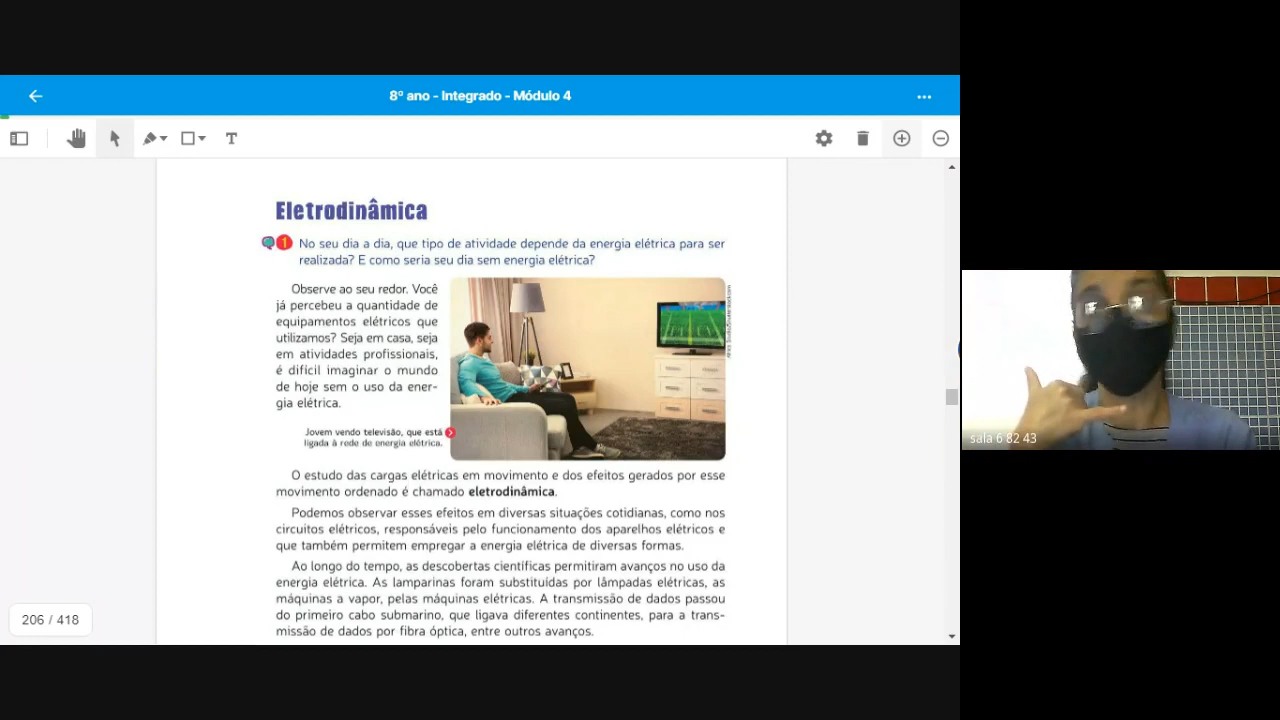 8º ano - Integrado - Módulo 4
T
Eletrodinâmica
1 No seu dia a dia, que tipo de atividade depende da energia elétrica para ser
realizada? E como seria seu dia sem energia elétrica?
Observe ao seu redor. Você
já percebeu a quantidade de
equipamentos elétricos que
utilizamos? Seja em casa, seja
em atividades profissionais,
é difícil imaginar o mundo
de hoje sem o uso da ener-
gia elétrica.
Jovem vendo televisão, que está
ligada à rede de energia elétrica.
O estudo das cargas elétricas em movimento e dos efeitos gerados por esse
movimento ordenado é chamado eletrodinâmica.
Podemos observar esses efeitos em diversas situações cotidianas, como nos
circuitos elétricos, responsáveis pelo funcionamento dos aparelhos elétricos e
que também permitem empregar a energia elétrica de diversas formas.
Ao longo do tempo, as descobertas científicas permitiram avanços no uso da
energia elétrica. As lamparinas foram substituídas por lâmpadas elétricas, as
máquinas a vapor, pelas máquinas elétricas. A transmissão de dados passou
do primeiro cabo submarino, que ligava diferentes continentes, para a trans-
missão de dados por fibra óptica, entre outros avanços.
206 / 418
sala 6 82 43